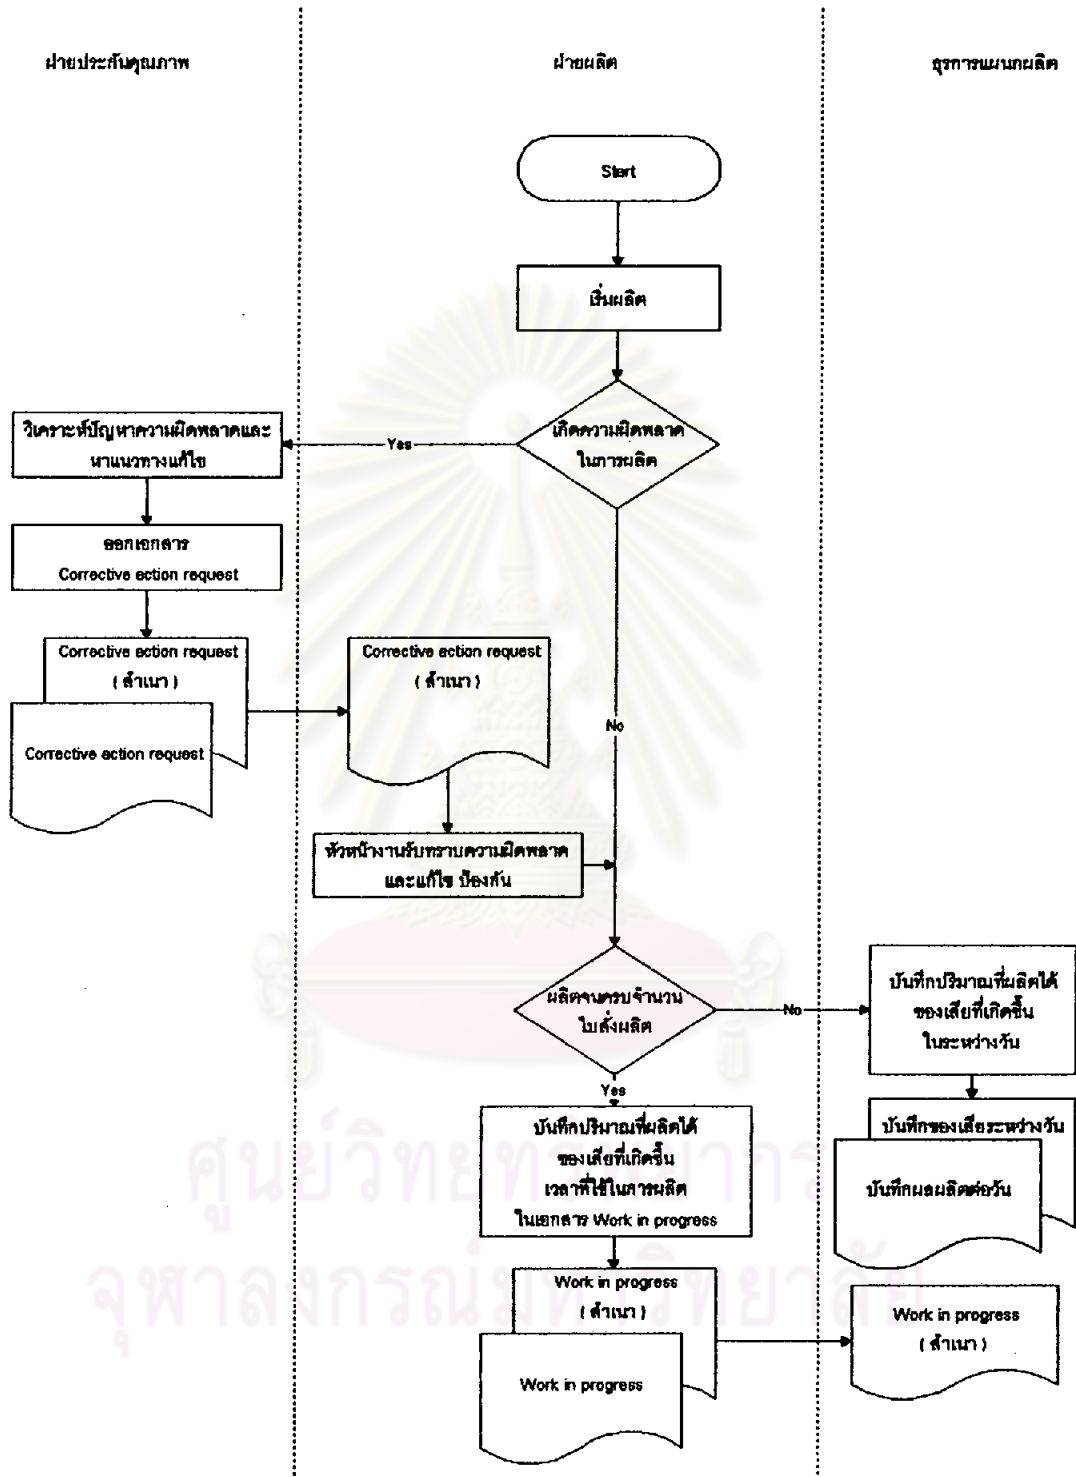 ฝ่ายประกันคุณภาพ
ฝ่ายผลิต
ธุรการแผนกผลิต
Start
เริ่มผลิต
เกิดความผิดพลาด
ในการผลิต
Yes
วิเคราะห์ปัญหาความผิดพลาดและ
หาแนวทางแก้ไข
ออกเอกสาร
Corrective action request
Corrective action request
( สำเนา )
Corrective action request
Corrective action request
( สำเนา )
No
หัวหน้างานรับทราบความผิดพลาด
และแก้ไข ป้องกัน
ผลิตจนครบจำนวน
ใบสั่งผลิต
No
บันทึกปริมาณที่ผลิตได้
ของเสียที่เกิดขึ้น
ในระหว่างวัน
Yes
บันทึกปริมาณที่ผลิตได้
ของเสียที่เกิดขึ้น
เวลาที่ใช้ในการผลิต
ในเอกสาร Work in progress
บันทึกของเสียระหว่างวัน
บันทึกผลผลิตต่อวัน
Work in progress
( สำเนา )
Work in progress
Work in progress
( สำเนา )
ศูนย์วิทยทรัพยากร
จุฬาลงกรณ์มหาวิทยาลัย